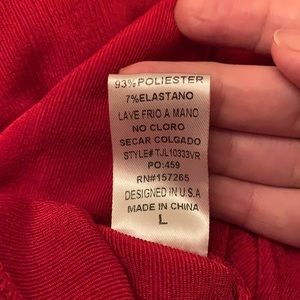 93% POLIESTER
7% ELASTANO
LAVE FRIO A MANO
NO CLORO
SECAR COLGADO
STYLE# TJL10333VR
PO:459
RN#157265
DESIGNED IN U.S.A
MADE IN CHINA
L